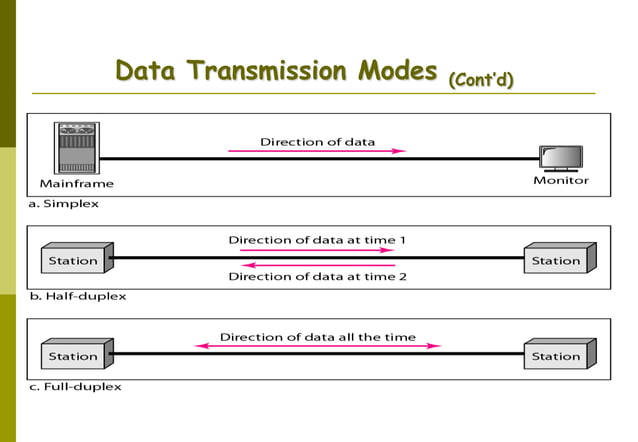 Data Transmission Modes (Cont'd)
Direction of data
Mainframe
Monitor
a. Simplex
Direction of data at time 1
Station
Station
Direction of data at time 2
b. Half-duplex
Direction of data all the time
Station
Station
c. Full-duplex